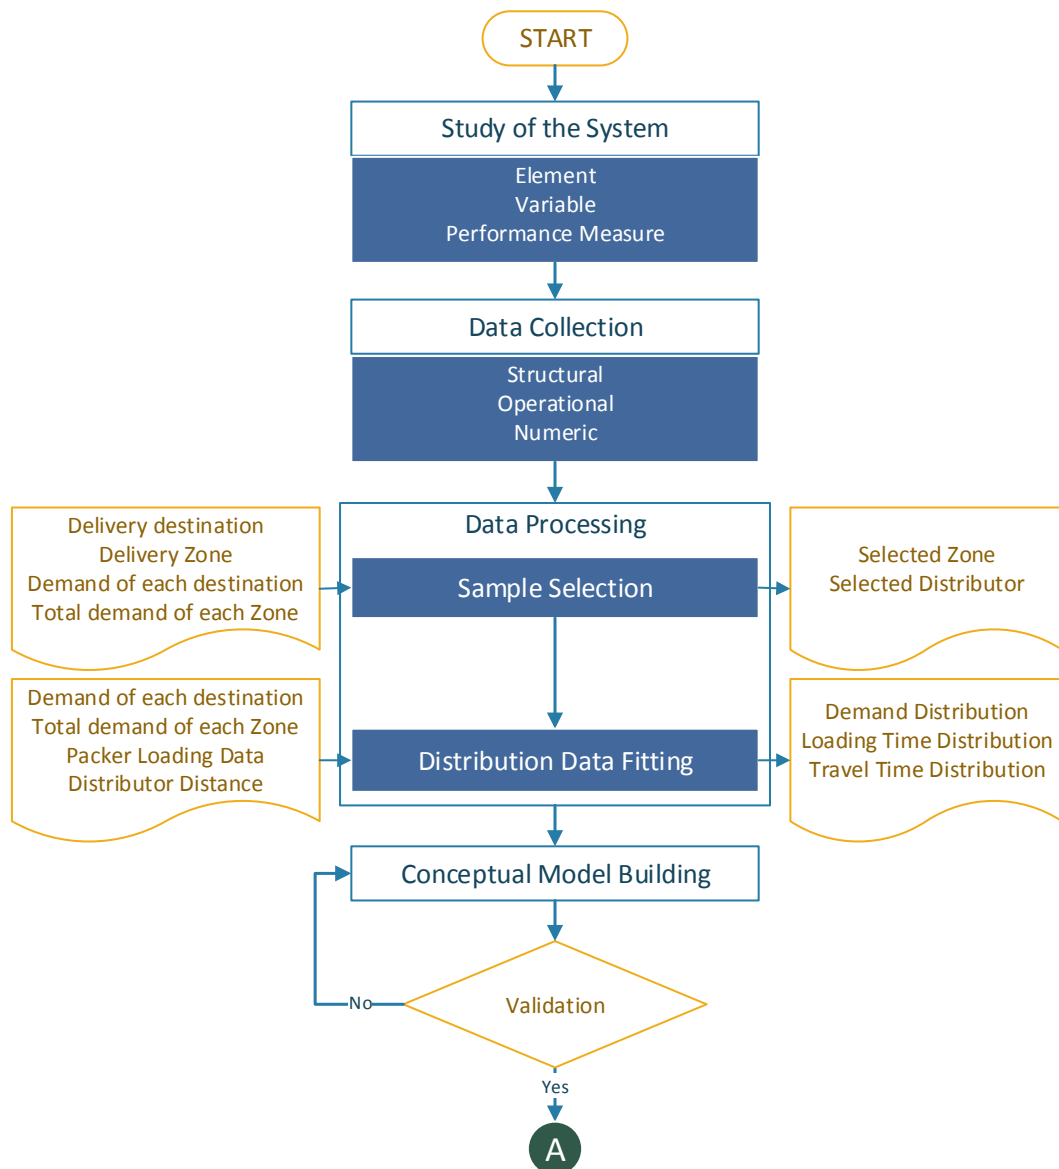 START
Study of the System
Element
Variable
Performance Measure
Data Collection
Structural
Operational
Numeric
Data Processing
Delivery destination
Delivery Zone
Demand of each destination
Total demand of each Zone
Sample Selection
Selected Zone
Selected Distributor
Demand of each destination
Total demand of each Zone
Packer Loading Data
Distributor Distance
Distribution Data Fitting
Demand Distribution
Loading Time Distribution
Travel Time Distribution
Conceptual Model Building
Validation
No
Yes
A